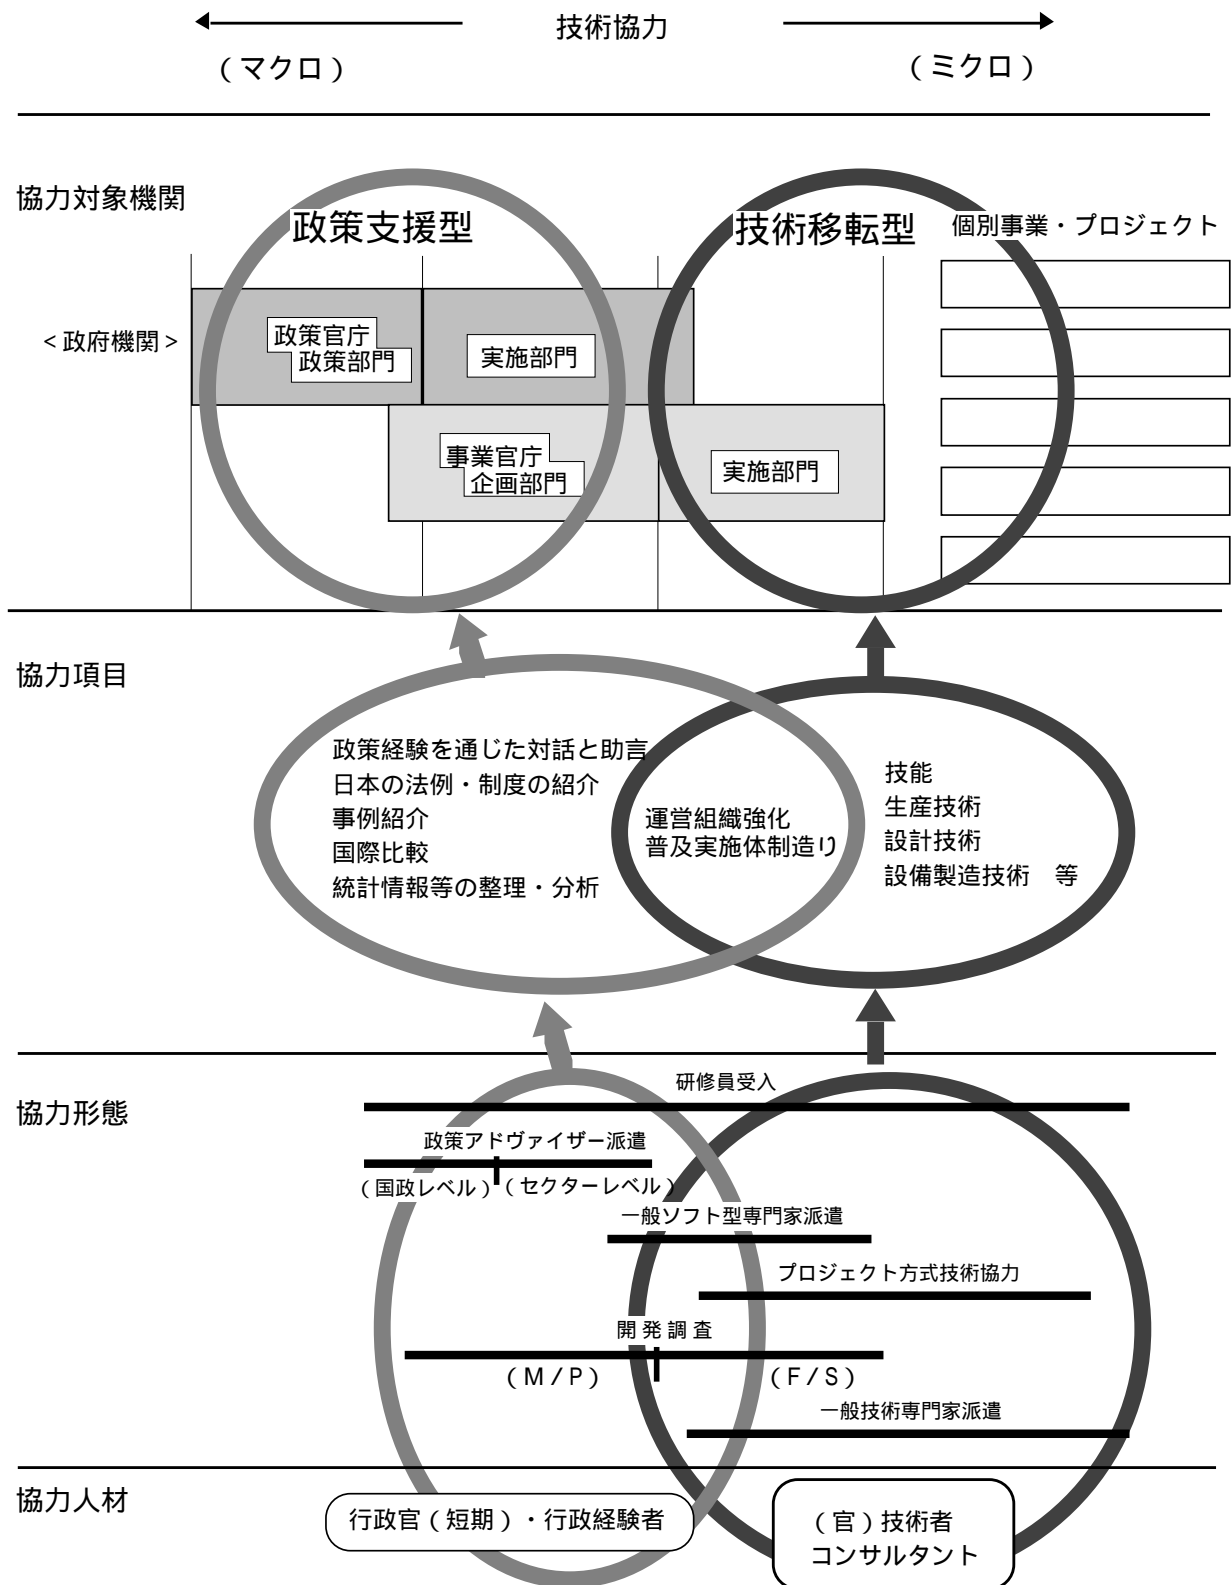 技術協力
（マクロ）
（ミクロ）
協力対象機関
政策支援型
技術移転型
個別事業・プロジェクト
＜政府機関＞
政策官庁
政策部門
実施部門
事業官庁
企画部門
実施部門
協力項目
政策経験を通じた対話と助言
日本の法例・制度の紹介
事例紹介
国際比較
統計情報等の整理・分析
運営組織強化
普及実施体制造り
技能
生産技術
設計技術
設備製造技術　等
協力形態
研修員受入
政策アドヴァイザー派遣
（国政レベル）（セクターレベル）
一般ソフト型専門家派遣
プロジェクト方式技術協力
開発調査
（Ｍ／Ｐ）
（Ｆ／Ｓ）
一般技術専門家派遣
協力人材
行政官（短期）・行政経験者
（官）技術者
コンサルタント